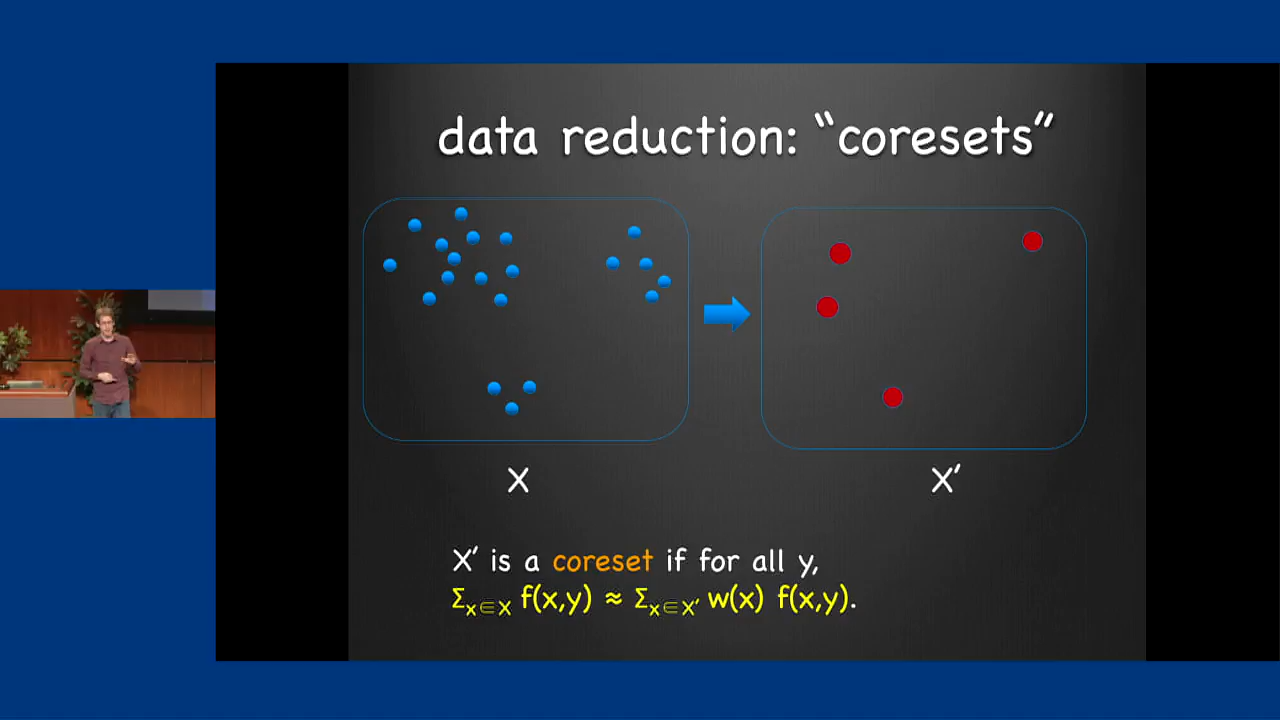 data reduction: “coresets”
X
X′
X′ is a coreset if for all y,
Σx∈X f(x,y) ≈ Σx∈X′ w(x) f(x,y).